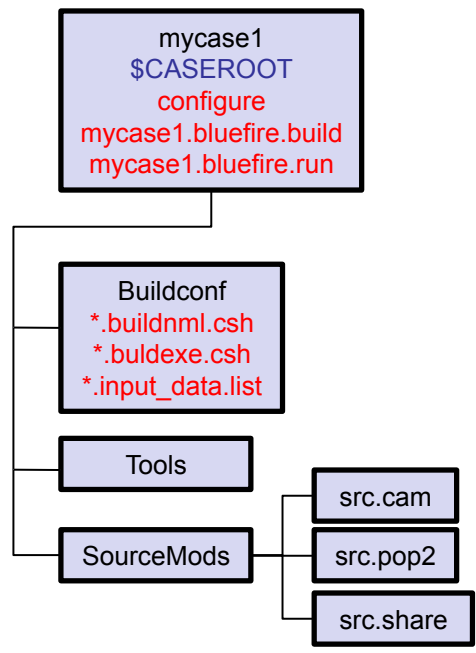 mycase1
$CASEROOT
configure
mycase1.bluefire.build
mycase1.bluefire.run
Buildconf
*.buildnml.csh
*.buldexe.csh
*.input_data.list
Tools
SourceMods
src.cam
src.pop2
src.share